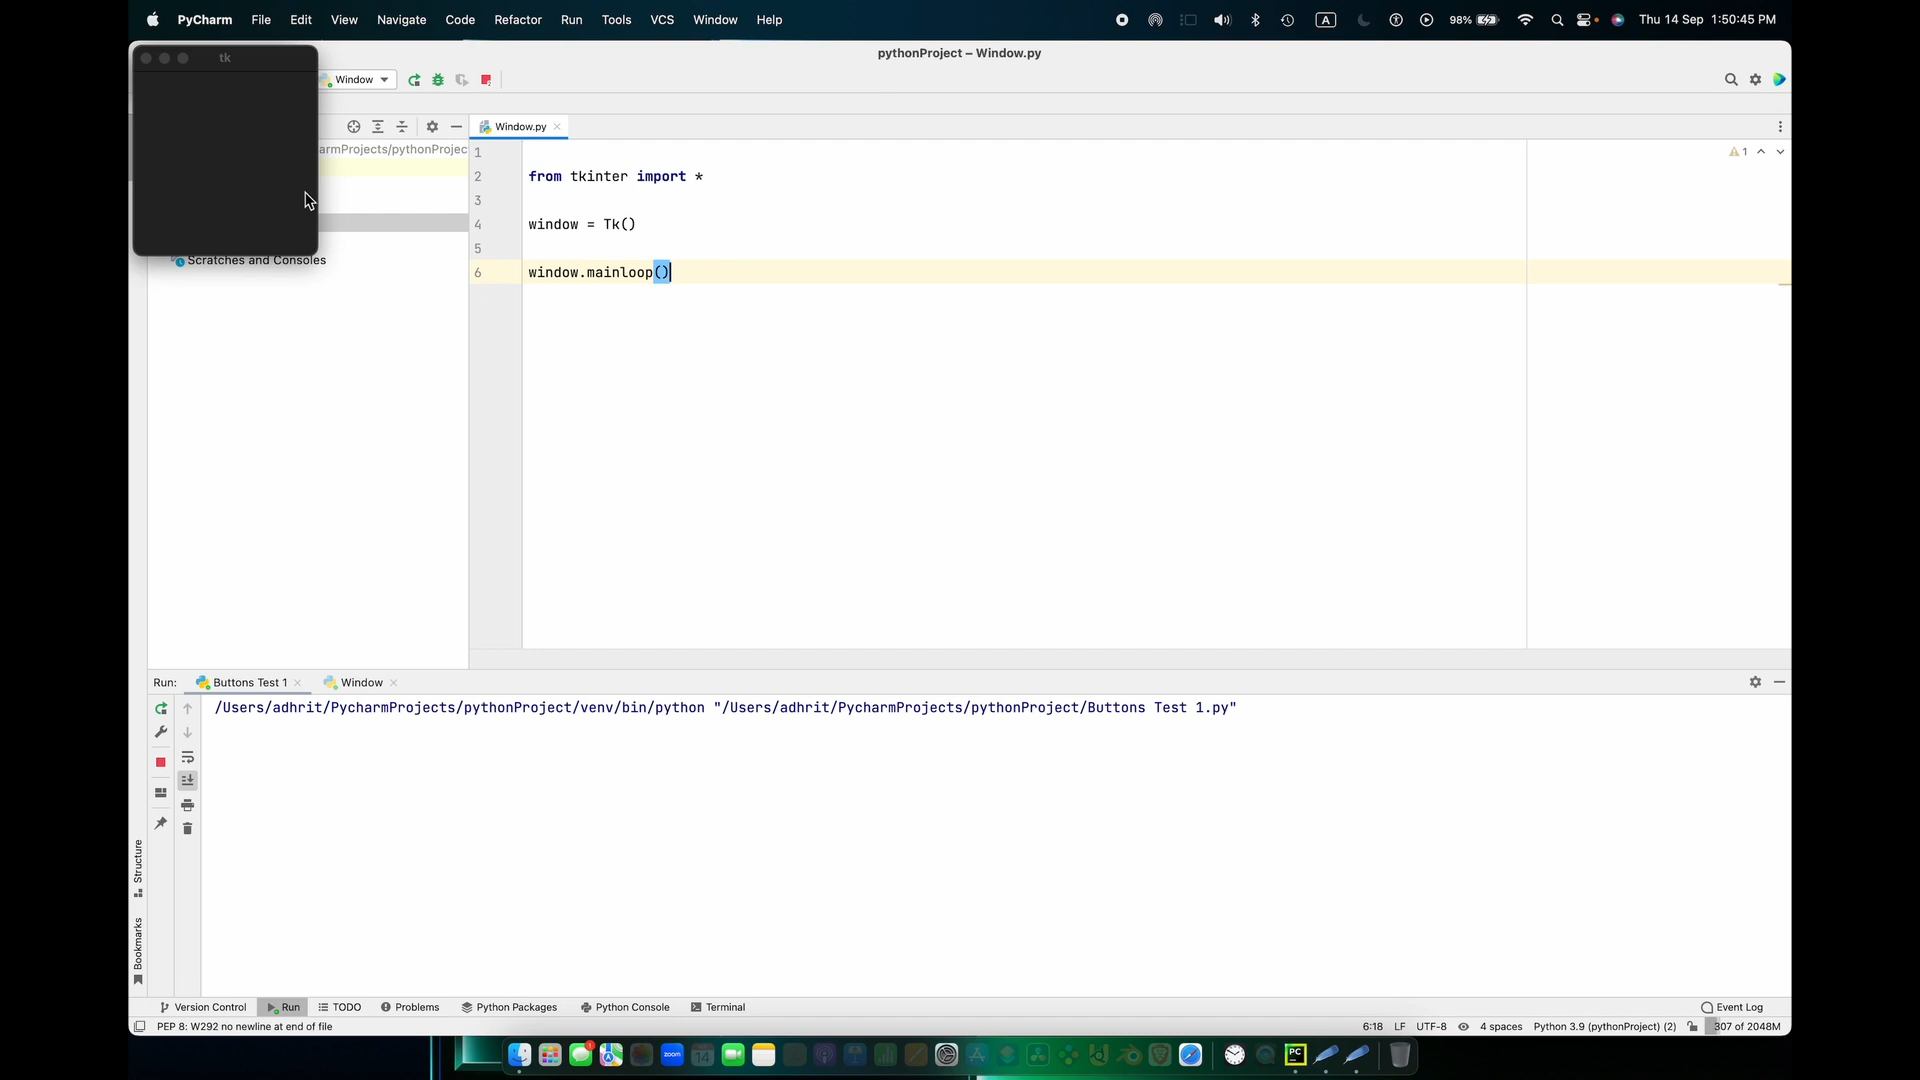 PyCharm File Edit View Navigate Code Refactor Run Tools VCS Window Help A 98% Thu 14 Sep 1:50:45 PM
pythonProject – Window.py
tk
Window
Window.py
armProjects/pythonProjec
1
1
2 from tkinter import *
3
4 window = Tk()
5
6 window.mainloop()
Scratches and Consoles
Run: Buttons Test 1 Window
/Users/adhrit/PycharmProjects/pythonProject/venv/bin/python "/Users/adhrit/PycharmProjects/pythonProject/Buttons Test 1.py"
Structure
Bookmarks
Version Control Run TODO Problems Python Packages Python Console Terminal Event Log
PEP 8: W292 no newline at end of file 6:18 LF UTF-8 4 spaces Python 3.9 (pythonProject) (2) 307 of 2048M
1 zoom 14 PC